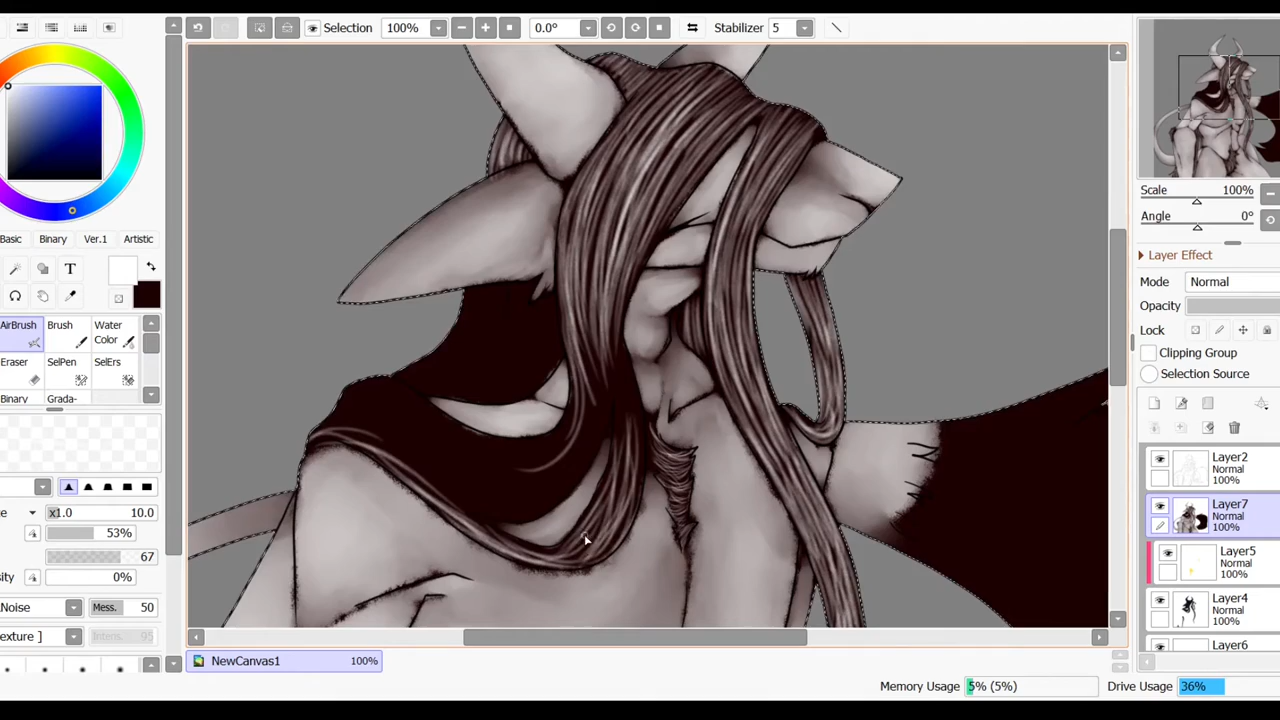 Selection 100% 0.0° Stabilizer 5
Basic Binary Ver.1 Artistic
T
AirBrush Brush Water Color
Eraser SelPen SelErs
Binary Grada-
x1.0 10.0
53%
67
0%
Noise Mess. 50
exture ] Intens. 95
NewCanvas1 100%
Memory Usage 5% (5%) Drive Usage 36%
Scale 100%
Angle 0°
Layer Effect
Mode Normal
Opacity
Lock
Clipping Group
Selection Source
Layer2
Normal
100%
Layer7
Normal
100%
Layer5
Normal
100%
Layer4
Normal
100%
Layer6